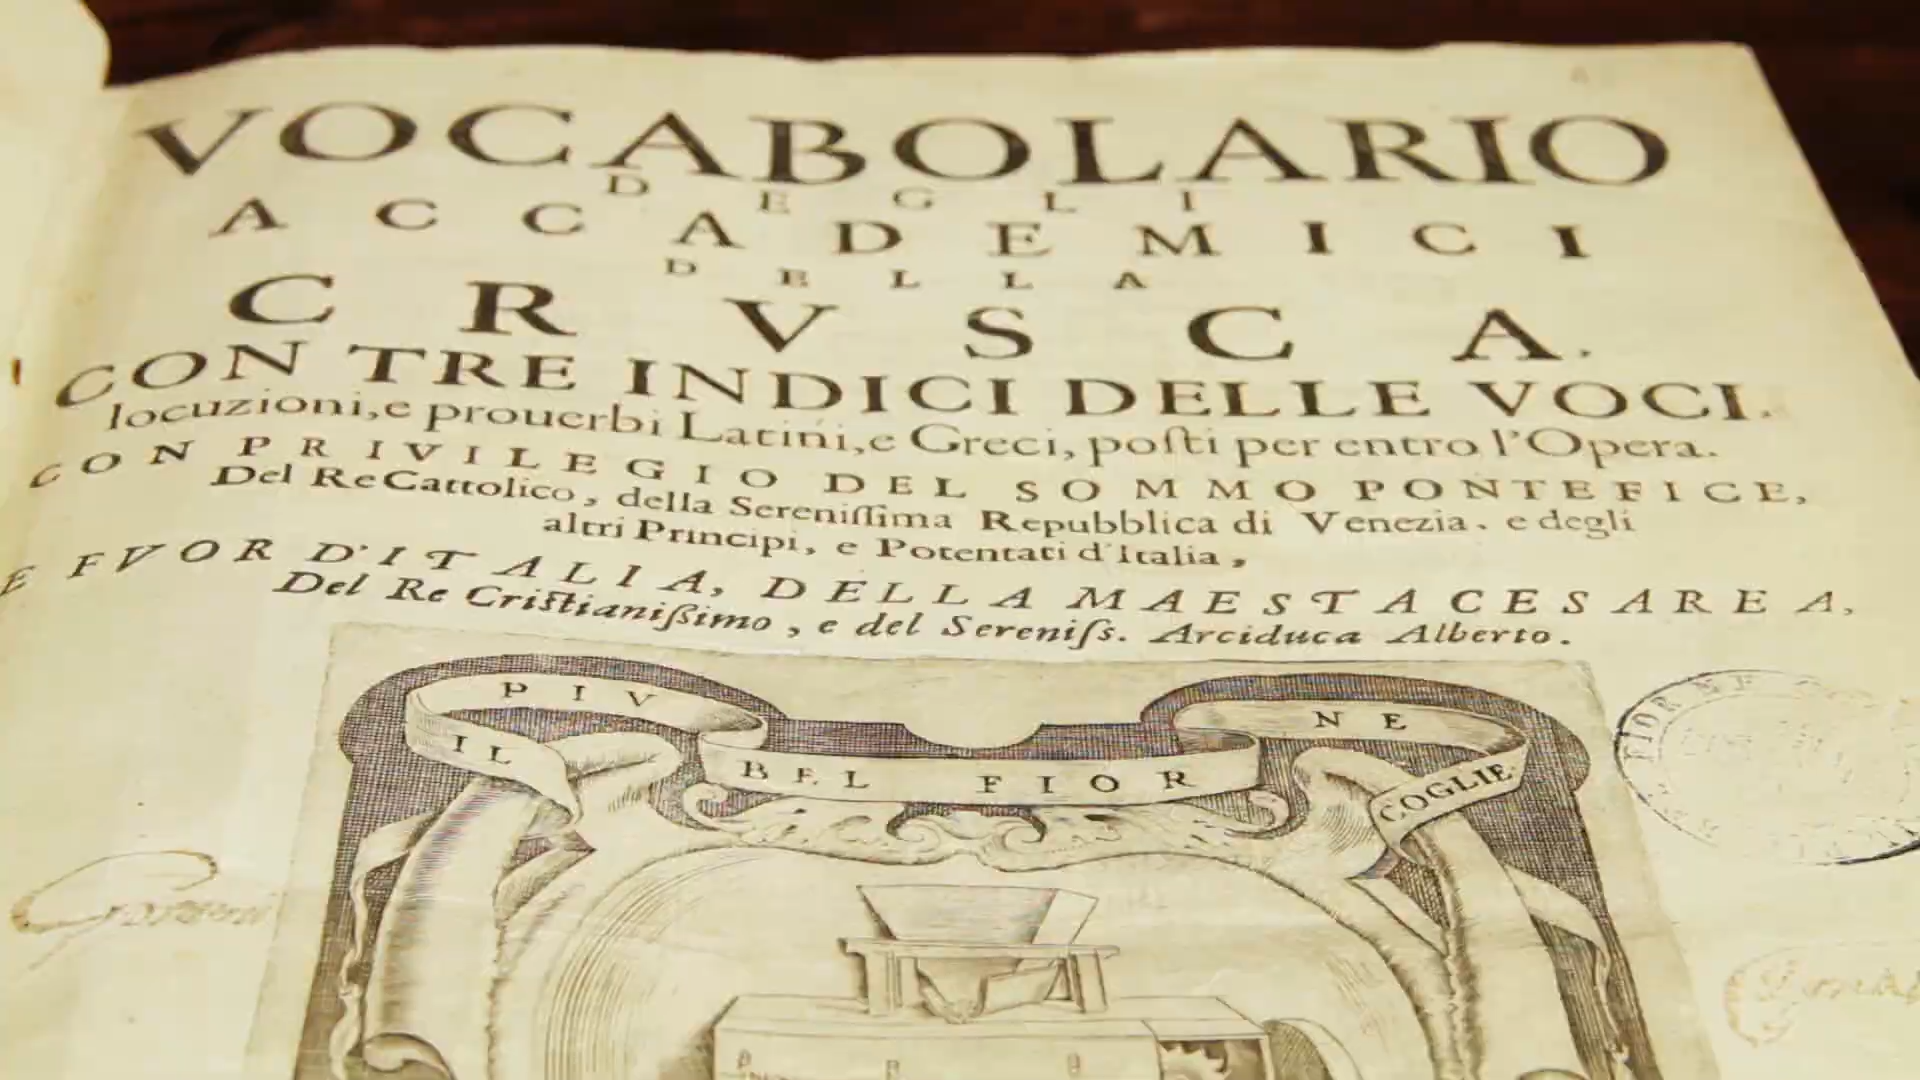 VOCABOLARIO
DEGLI
ACCADEMICI
DELLA
CRVSCA.
CON TRE INDICI DELLE VOCI.
locuzioni, e prouerbi Latini, e Greci, poſti per entro l'Opera.
CON PRIVILEGIO DEL SOMMO PONTEFICE,
Del Re Cattolico, della Sereniſſima Repubblica di Venezia. e degli
altri Principi, e Potentati d'Italia,
E FVOR D'ITALIA, DELLA MAESTA CESAREA,
Del Re Criſtianiſſimo, e del Sereniſs. Arciduca Alberto.
IL PIV BEL FIOR NE COGLIE